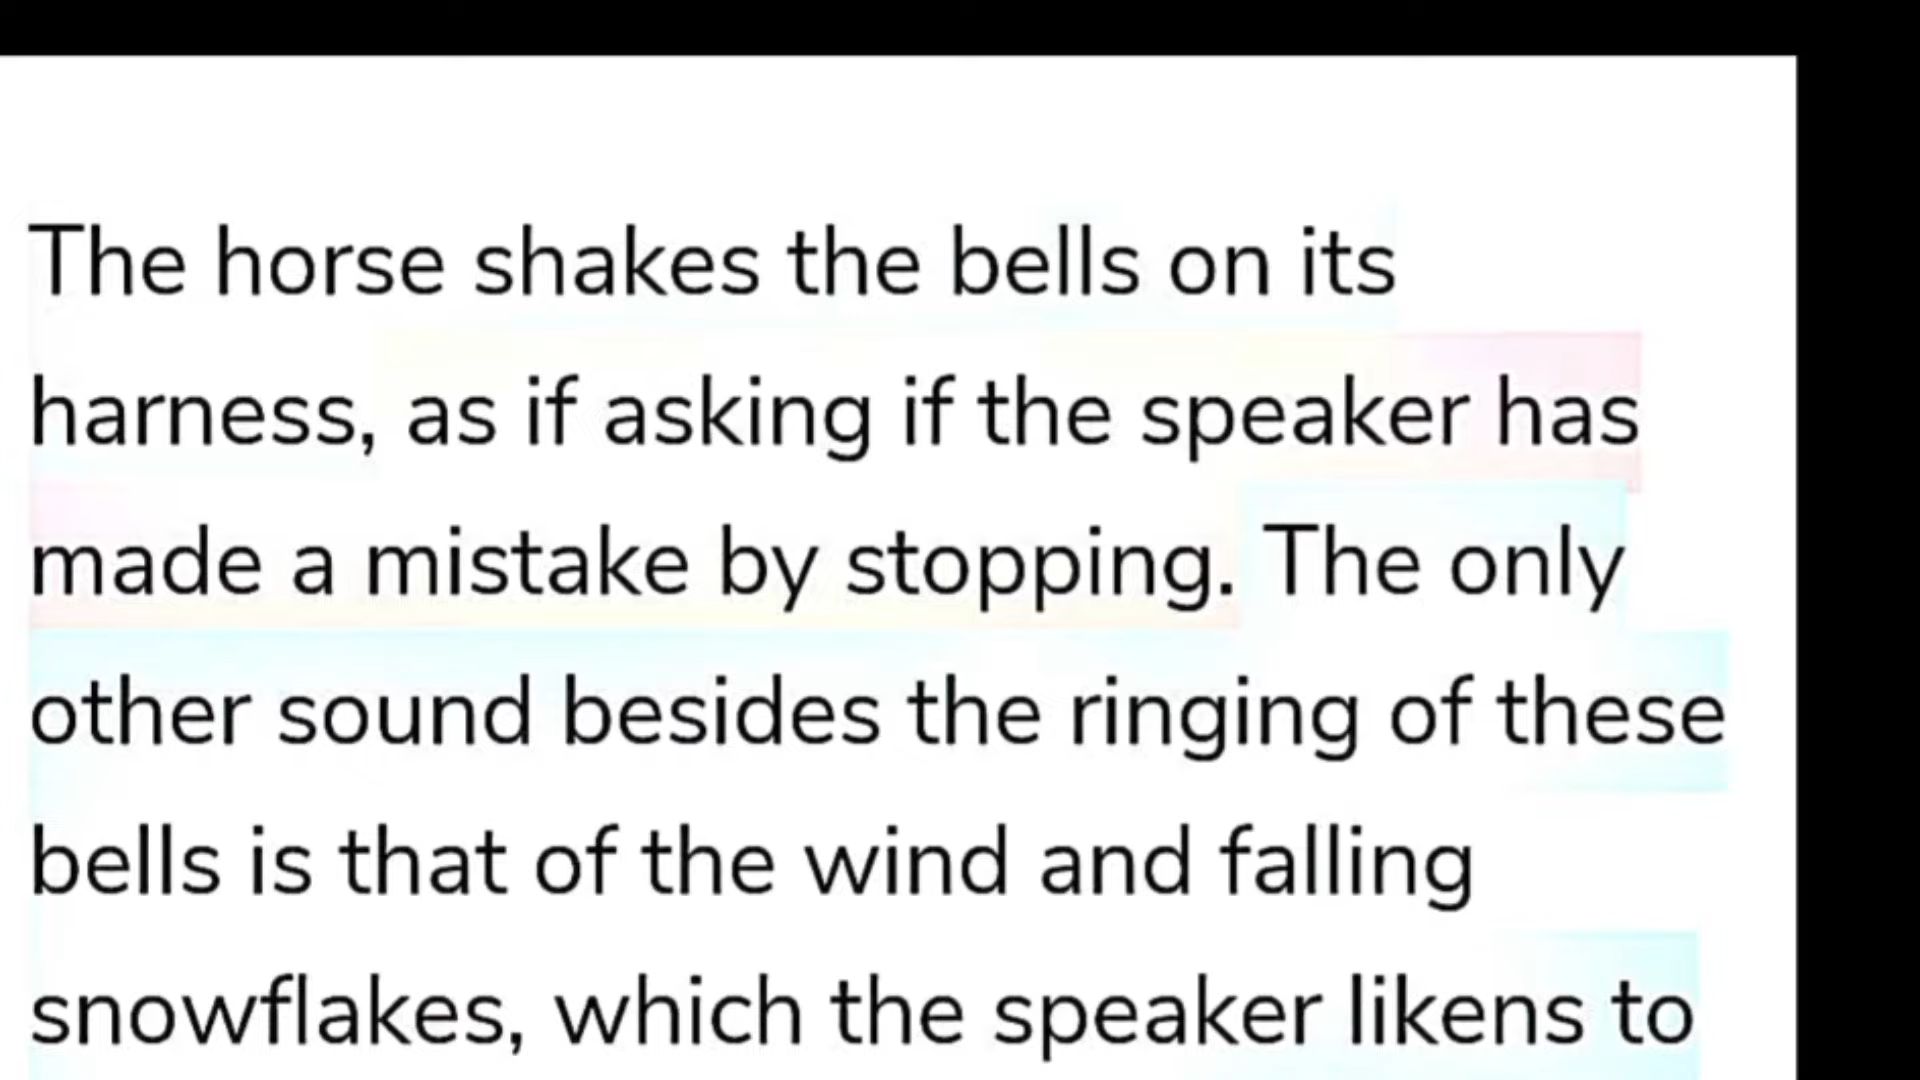 The horse shakes the bells on its
harness, as if asking if the speaker has
made a mistake by stopping. The only
other sound besides the ringing of these
bells is that of the wind and falling
snowflakes, which the speaker likens to